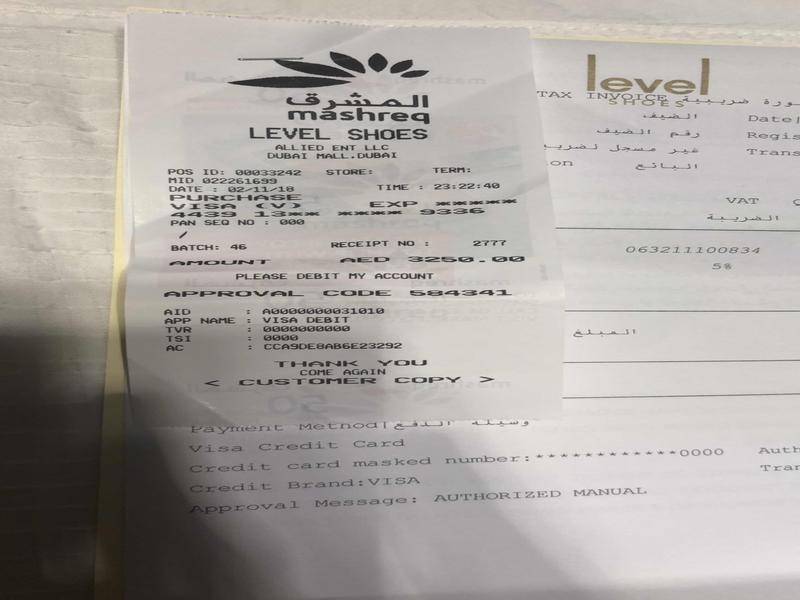 المشرق
mashreq
LEVEL SHOES
ALLIED ENT LLC
DUBAI MALL.DUBAI
POS ID: 00033242 STORE: TERM:
MID 022261699
DATE : 02/11/18 TIME : 23:22:40
PURCHASE
VISA (V) EXP *****
4439 13** **** 9336
PAN SEQ NO : 000
/
BATCH: 46 RECEIPT NO : 2777
AMOUNT AED 3250.00
PLEASE DEBIT MY ACCOUNT
APPROVAL CODE 584341
AID : A0000000031010
APP NAME : VISA DEBIT
TVR : 0000000000
TSI : 0000
AC : CCA9DE8AB6E23292
THANK YOU
COME AGAIN
< CUSTOMER COPY >
level
SHOES
TAX INVOICE ضريبية
الضيف Date|
رقم الضيف Regis
غير مسجل لضريب Trans
on البائع
VAT
الضريبة
063211100834
5%
المبلغ
Payment Method|وسيلة الدفع
Visa Credit Card
Credit card masked number:************0000 Auth
Credit Brand:VISA Tran
Approval Message: AUTHORIZED MANUAL